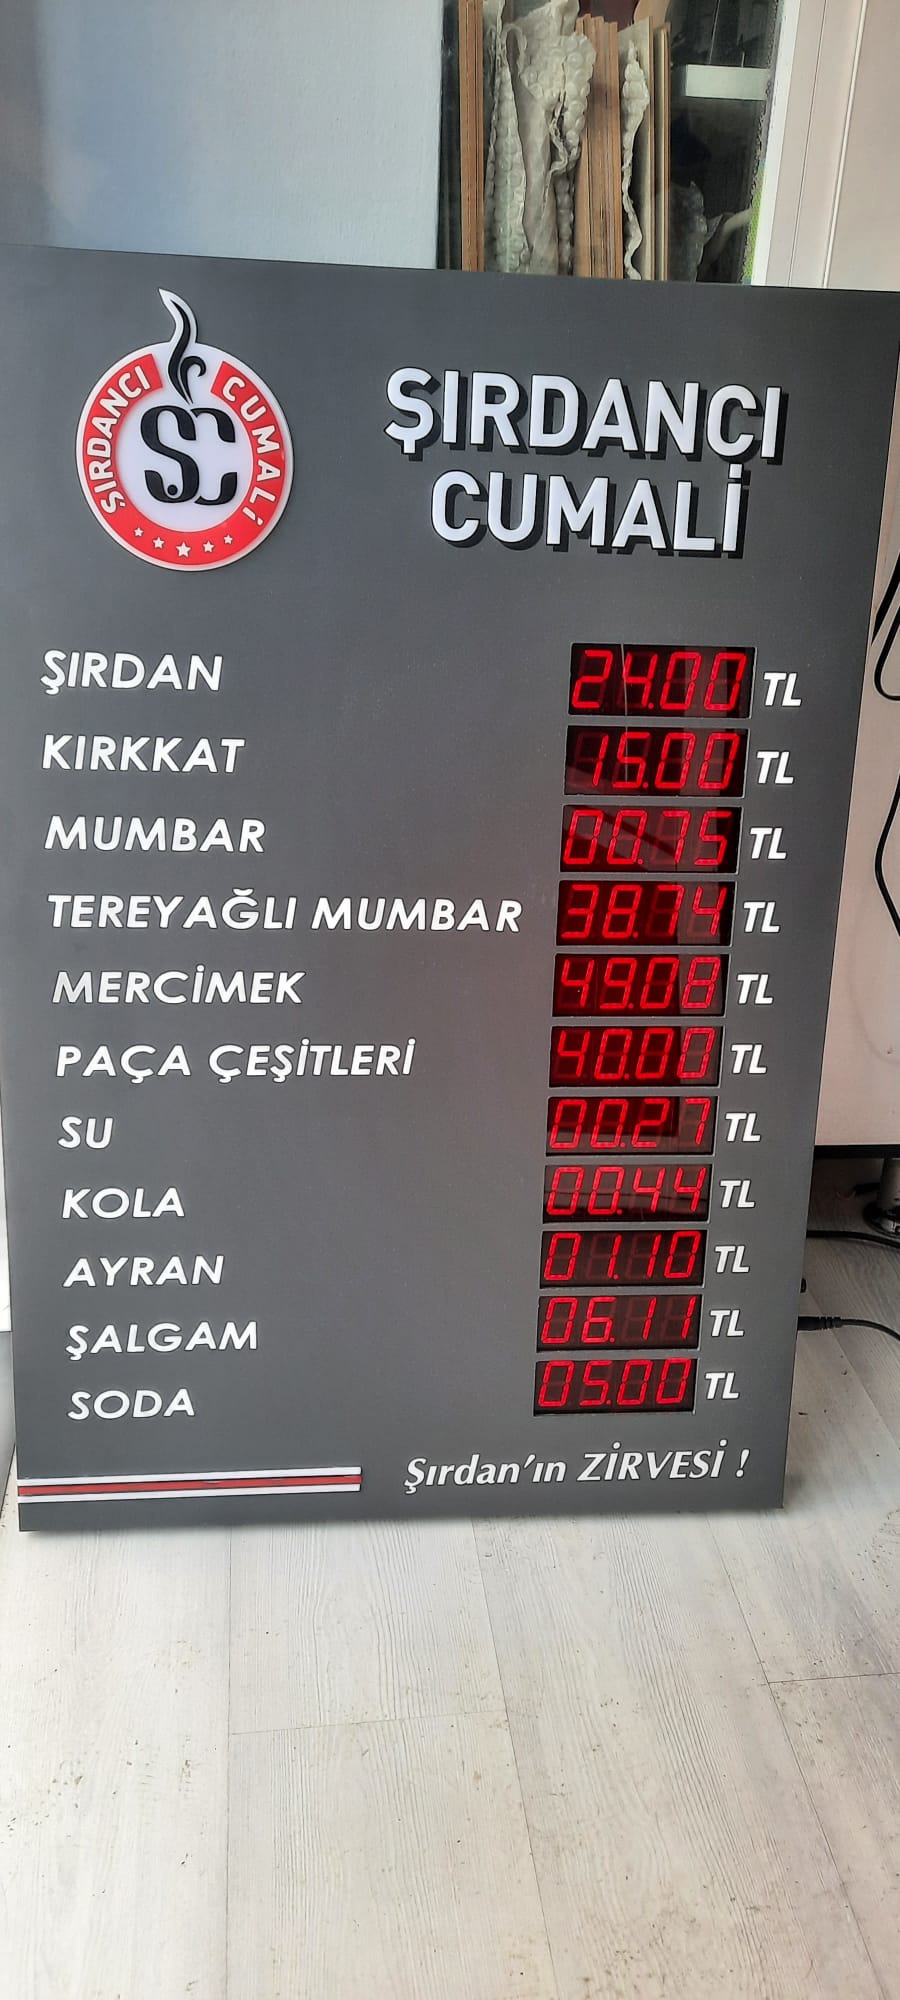 ŞIRDANCI CUMALİ
SC
ŞIRDANCI
CUMALİ
ŞIRDAN 24.00 TL
KIRKKAT 15.00 TL
MUMBAR 00.75 TL
TEREYAĞLI MUMBAR 38.74 TL
MERCİMEK 49.08 TL
PAÇA ÇEŞİTLERİ 40.00 TL
SU 00.27 TL
KOLA 00.44 TL
AYRAN 01.10 TL
ŞALGAM 06.11 TL
SODA 05.00 TL
Şırdan'ın ZİRVESİ !